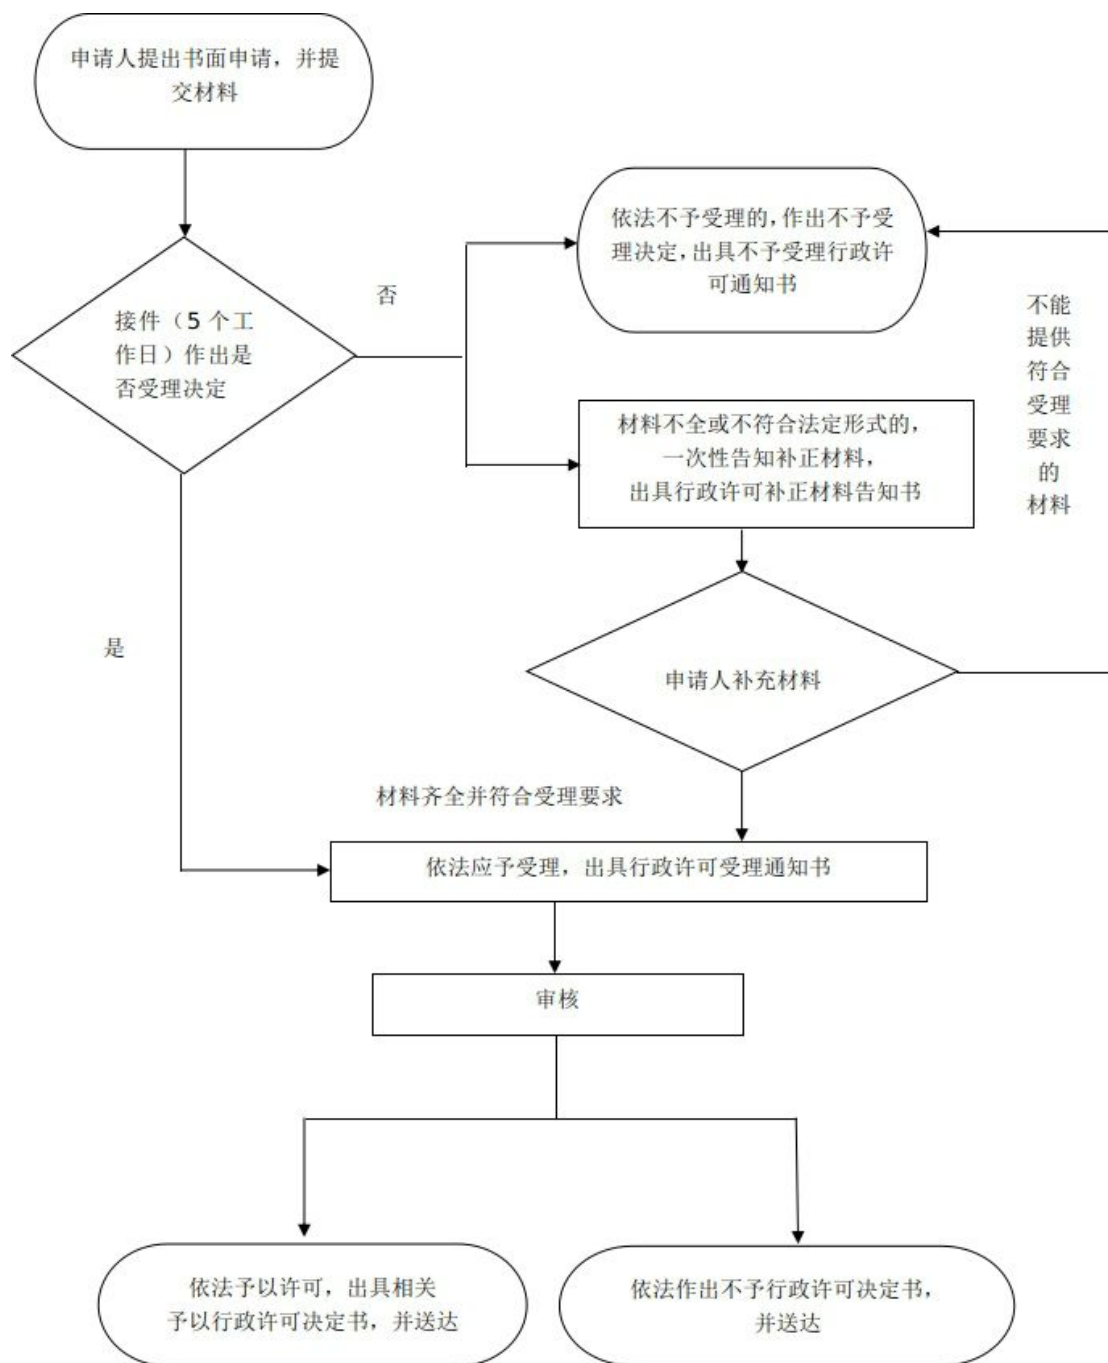 申请人提出书面申请，并提
交材料
依法不予受理的，作出不予受
理决定，出具不予受理行政许
可通知书
否
接件（5 个工
作日）作出是
否受理决定
不能
提供
符合
受理
要求
的
材料
材料不全或不符合法定形式的，
一次性告知补正材料，
出具行政许可补正材料告知书
是
申请人补充材料
材料齐全并符合受理要求
依法应予受理，出具行政许可受理通知书
审核
依法予以许可，出具相关
予以行政许可决定书，并送达
依法作出不予行政许可决定书，
并送达